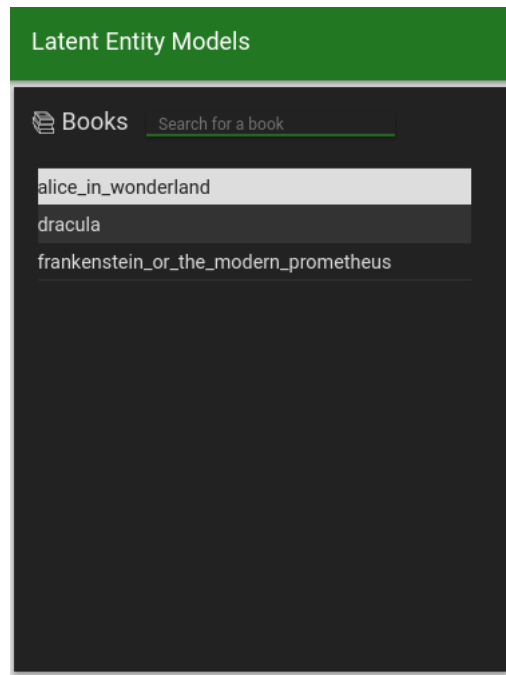 Latent Entity Models
Books Search for a book
alice_in_wonderland
dracula
frankenstein_or_the_modern_prometheus